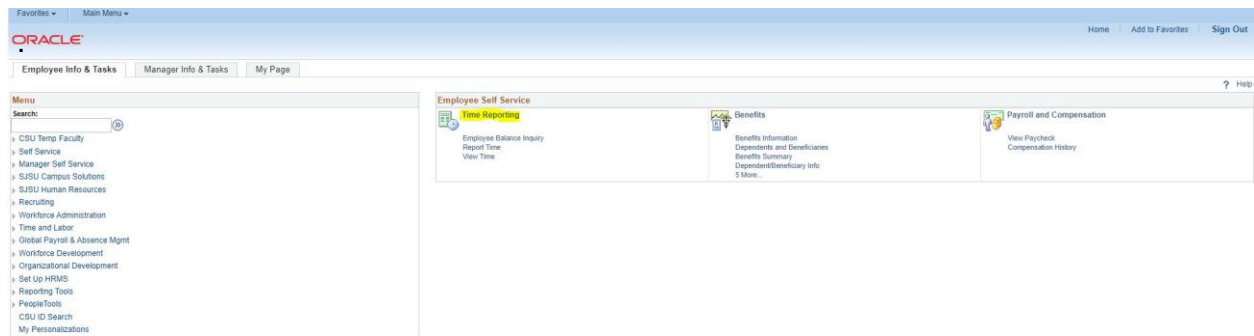 Favorites Main Menu
ORACLE
Home Add to Favorites Sign Out
Employee Info & Tasks Manager Info & Tasks My Page
? Help
Menu
Search:
CSU Temp Faculty
Self Service
Manager Self Service
SJSU Campus Solutions
SJSU Human Resources
Recruiting
Workforce Administration
Time and Labor
Global Payroll & Absence Mgmt
Workforce Development
Organizational Development
Set Up HRMS
Reporting Tools
PeopleTools
CSU ID Search
My Personalizations
Employee Self Service
Time Reporting
Employee Balance Inquiry
Report Time
View Time
Benefits
Benefits Information
Dependents and Beneficiaries
Benefits Summary
Dependent/Beneficiary Info
5 More...
Payroll and Compensation
View Paycheck
Compensation History